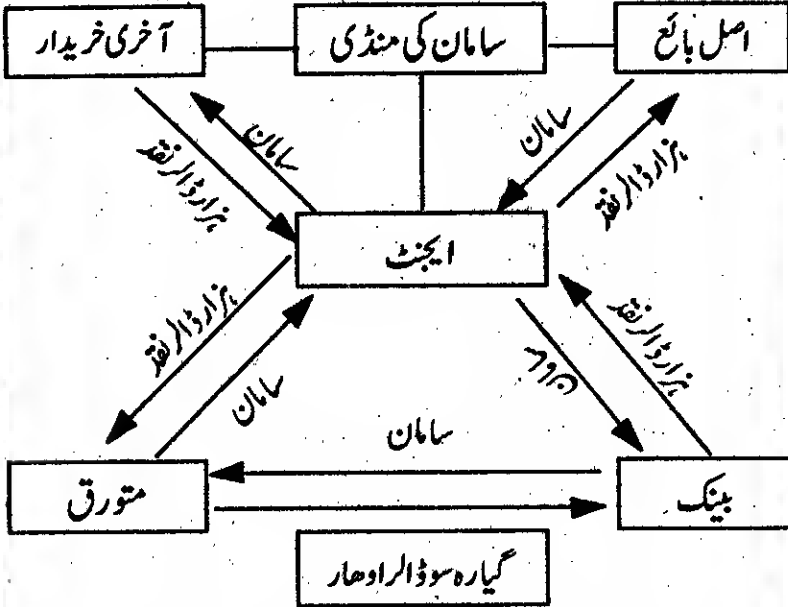 اصل بائع
سامان کی منڈی
آخری خریدار
سامان
ہزار ڈالر نقد
سامان
ہزار ڈالر نقد
ایجنٹ
ہزار ڈالر نقد
سامان
ہزار ڈالر نقد
سامان
سامان
بینک
متورق
گیارہ سو ڈالر ادھار